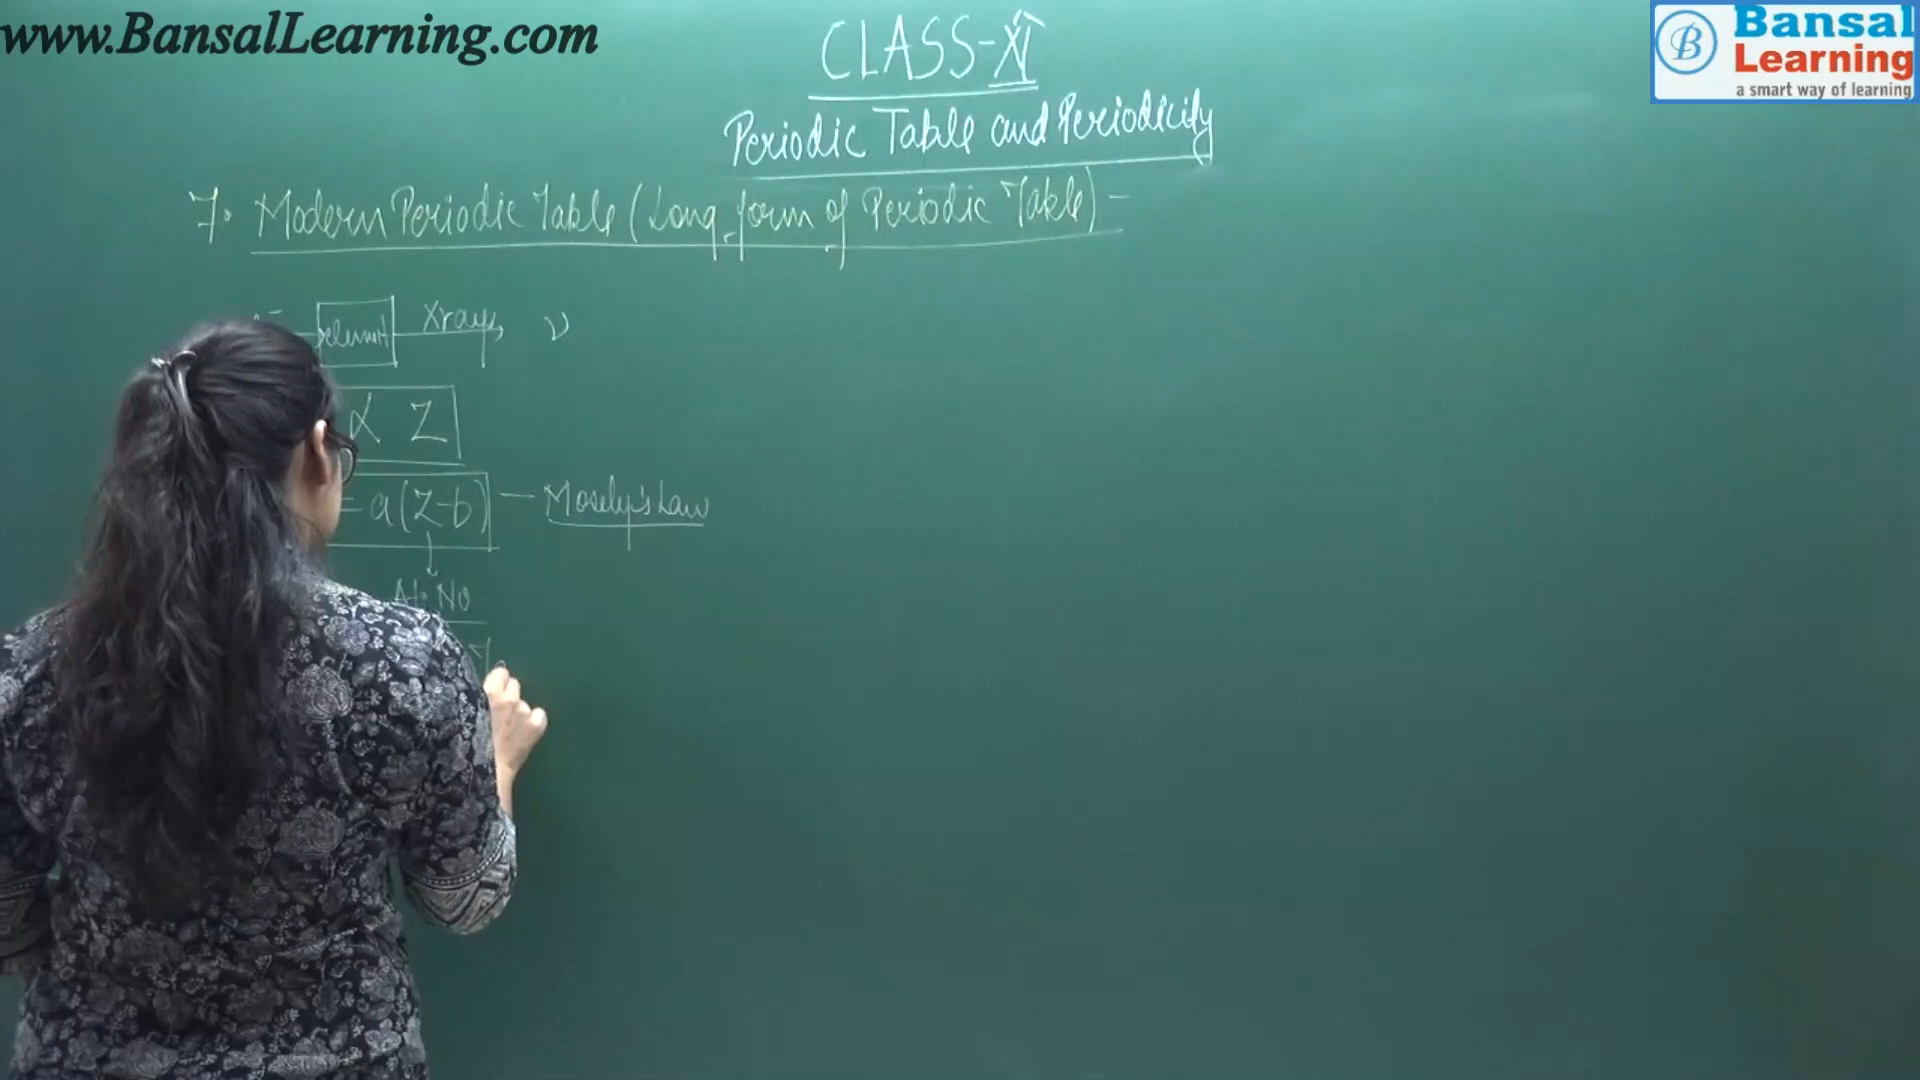 www.BansalLearning.com
Bansal
Learning
a smart way of learning
CLASS-XI
Periodic Table and Periodicity
7. Modern Periodic Table (Long form of Periodic Table) -
element Xrays ν
∝ Z
= a(Z-b) — Mosely's Law
At. No